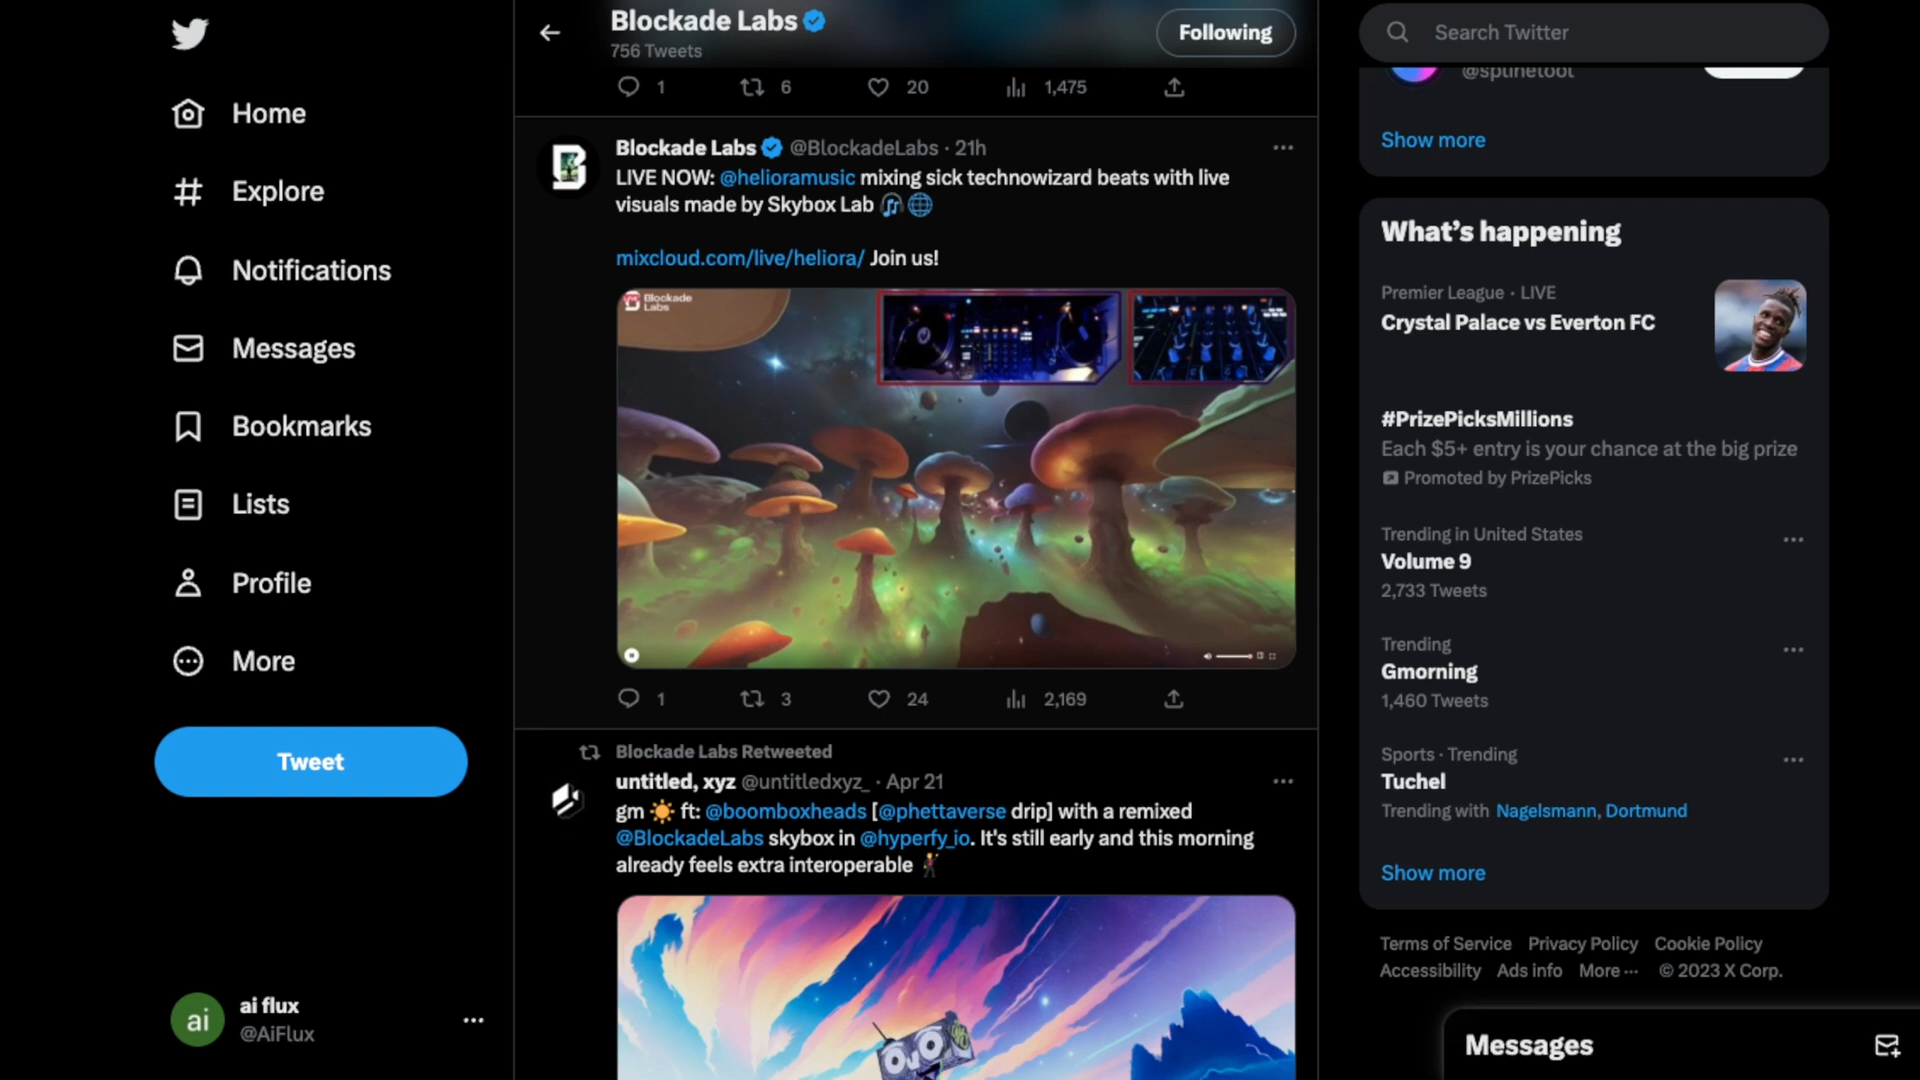 Home
Explore
Notifications
Messages
Bookmarks
Lists
Profile
More
Tweet
ai
ai flux
@AiFlux
Blockade Labs
756 Tweets
Following
1 6 20 1,475
Blockade Labs @BlockadeLabs · 21h
LIVE NOW: @helioramusic mixing sick technowizard beats with live
visuals made by Skybox Lab
mixcloud.com/live/heliora/ Join us!
Blockade
Labs
1 3 24 2,169
Blockade Labs Retweeted
untitled, xyz @untitledxyz_ · Apr 21
gm ☀️ ft: @boomboxheads [@phettaverse drip] with a remixed
@BlockadeLabs skybox in @hyperfy_io. It's still early and this morning
already feels extra interoperable
Search Twitter
@splinetool
Show more
What's happening
Premier League · LIVE
Crystal Palace vs Everton FC
#PrizePicksMillions
Each $5+ entry is your chance at the big prize
Promoted by PrizePicks
Trending in United States
Volume 9
2,733 Tweets
Trending
Gmorning
1,460 Tweets
Sports · Trending
Tuchel
Trending with Nagelsmann, Dortmund
Show more
Terms of Service Privacy Policy Cookie Policy
Accessibility Ads info More ··· © 2023 X Corp.
Messages